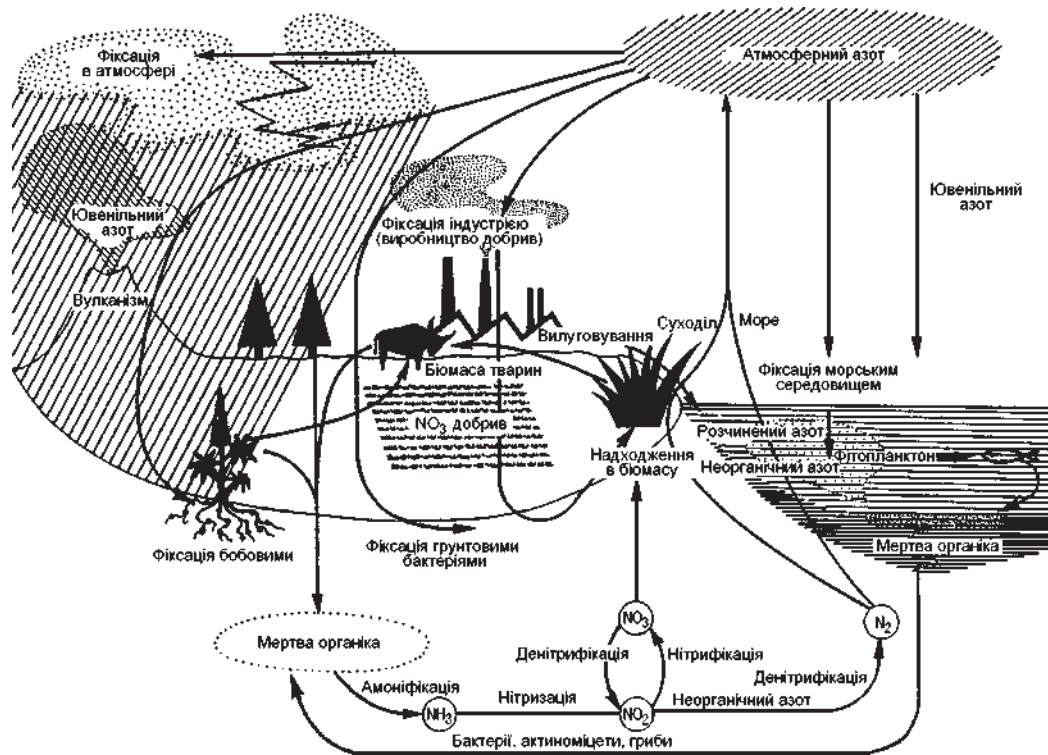 Фіксація
в атмосфері
Атмосферний азот
Ювенільний
азот
Ювенільний
азот
Фіксація індустрією
(виробництво добрив)
Вулканізм
Вилуговування
Суходіл
Море
Біомаса тварин
Фіксація морським
середовищем
NO₃ добрив
Розчинений азот
Надходження
в біомасу
Неорганічний азот
Фітопланктон
Мертва органіка
Фіксація бобовими
Фіксація грунтовими
бактеріями
Мертва органіка
NO₃
N₂
Денітрифікація
Нітрифікація
Денітрифікація
Амоніфікація
Нітризація
Неорганічний азот
NH₃
NO₂
Бактерії, актиноміцети, гриби